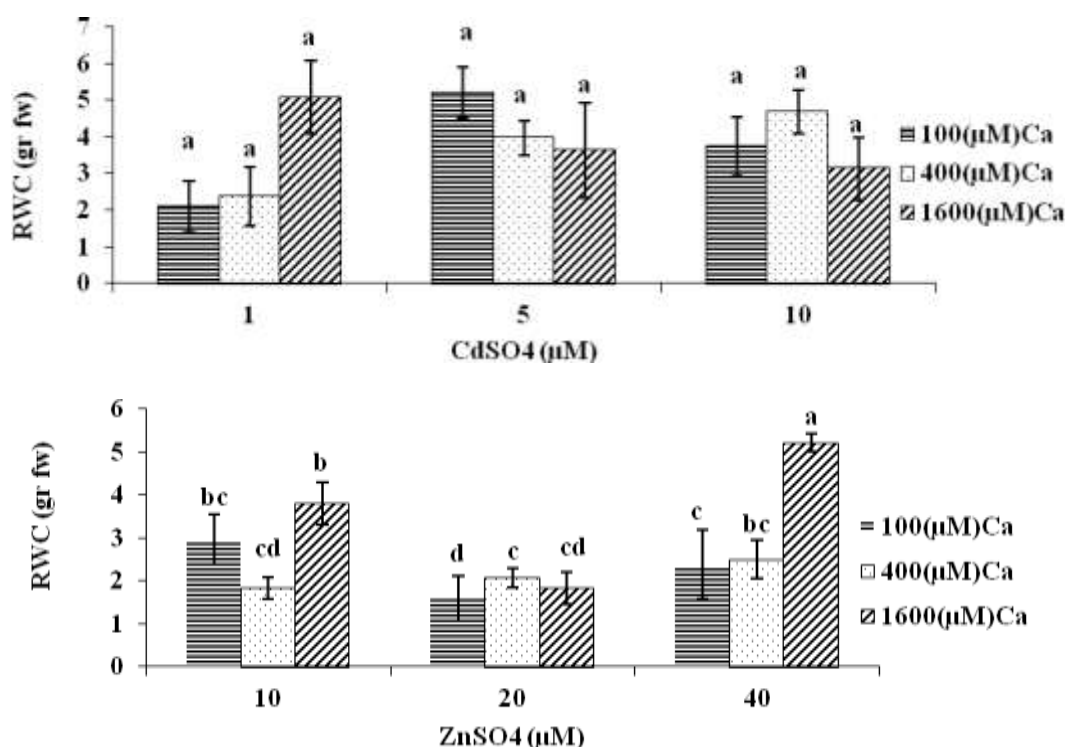 7
6
5
4
3
2
1
0
RWC (gr fw)
a a a
a a a
a a a
1 5 10
CdSO4 (µM)
100(µM)Ca
400(µM)Ca
1600(µM)Ca
6
5
4
3
2
1
0
RWC (gr fw)
bc cd b
d c cd
c bc a
10 20 40
ZnSO4 (µM)
100(µM)Ca
400(µM)Ca
1600(µM)Ca